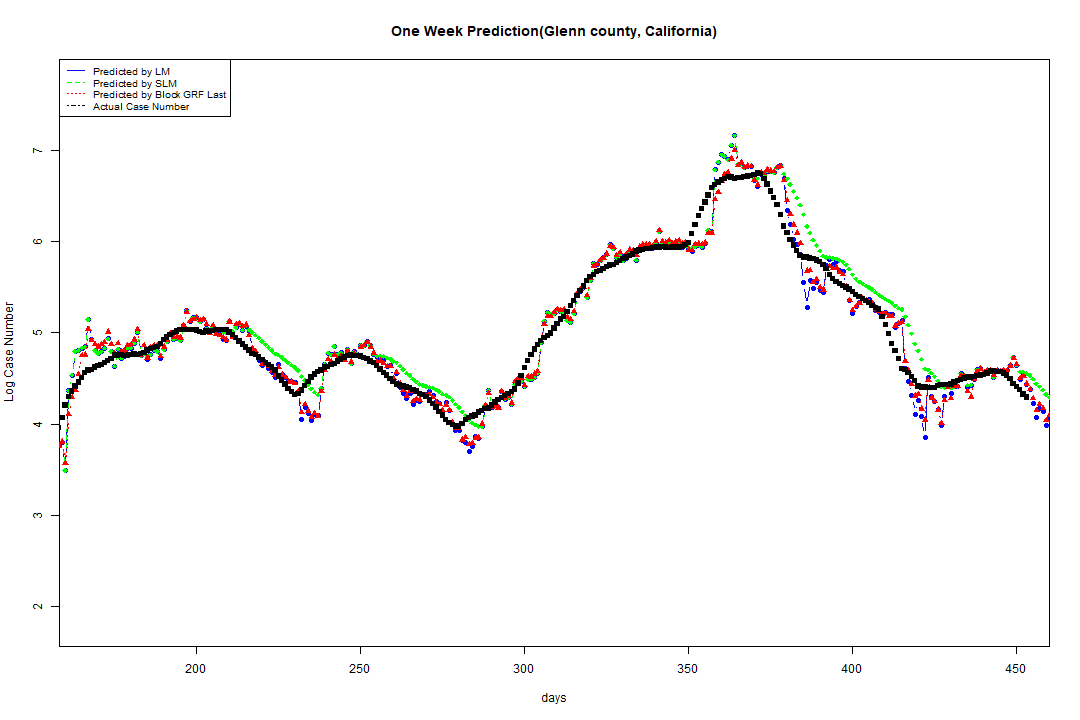 One Week Prediction(Glenn county, California)
Predicted by LM
Predicted by SLM
Predicted by Block GRF Last
Actual Case Number
Log Case Number
7
6
5
4
3
2
200 250 300 350 400 450
days